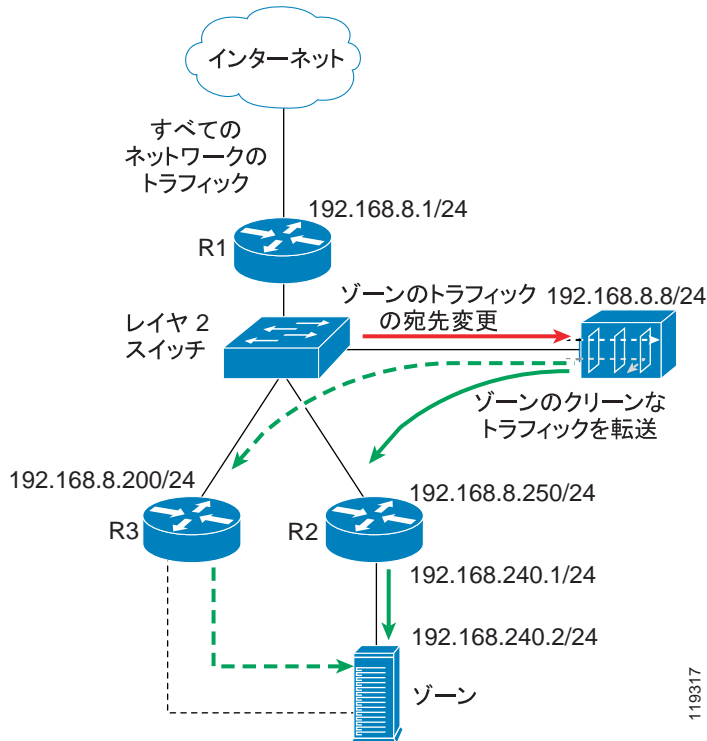 インターネット
すべての
ネットワークの
トラフィック
192.168.8.1/24
R1
ゾーンのトラフィック
の宛先変更
192.168.8.8/24
レイヤ 2
スイッチ
ゾーンのクリーンな
トラフィックを転送
192.168.8.200/24
192.168.8.250/24
R3
R2
192.168.240.1/24
192.168.240.2/24
ゾーン
119317